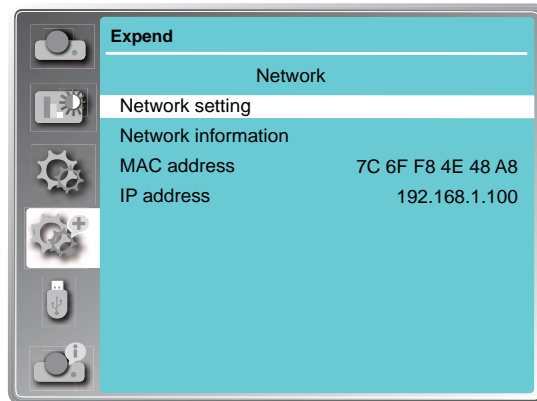 Expend
Network
Network setting
Network information
MAC address 7C 6F F8 4E 48 A8
IP address 192.168.1.100